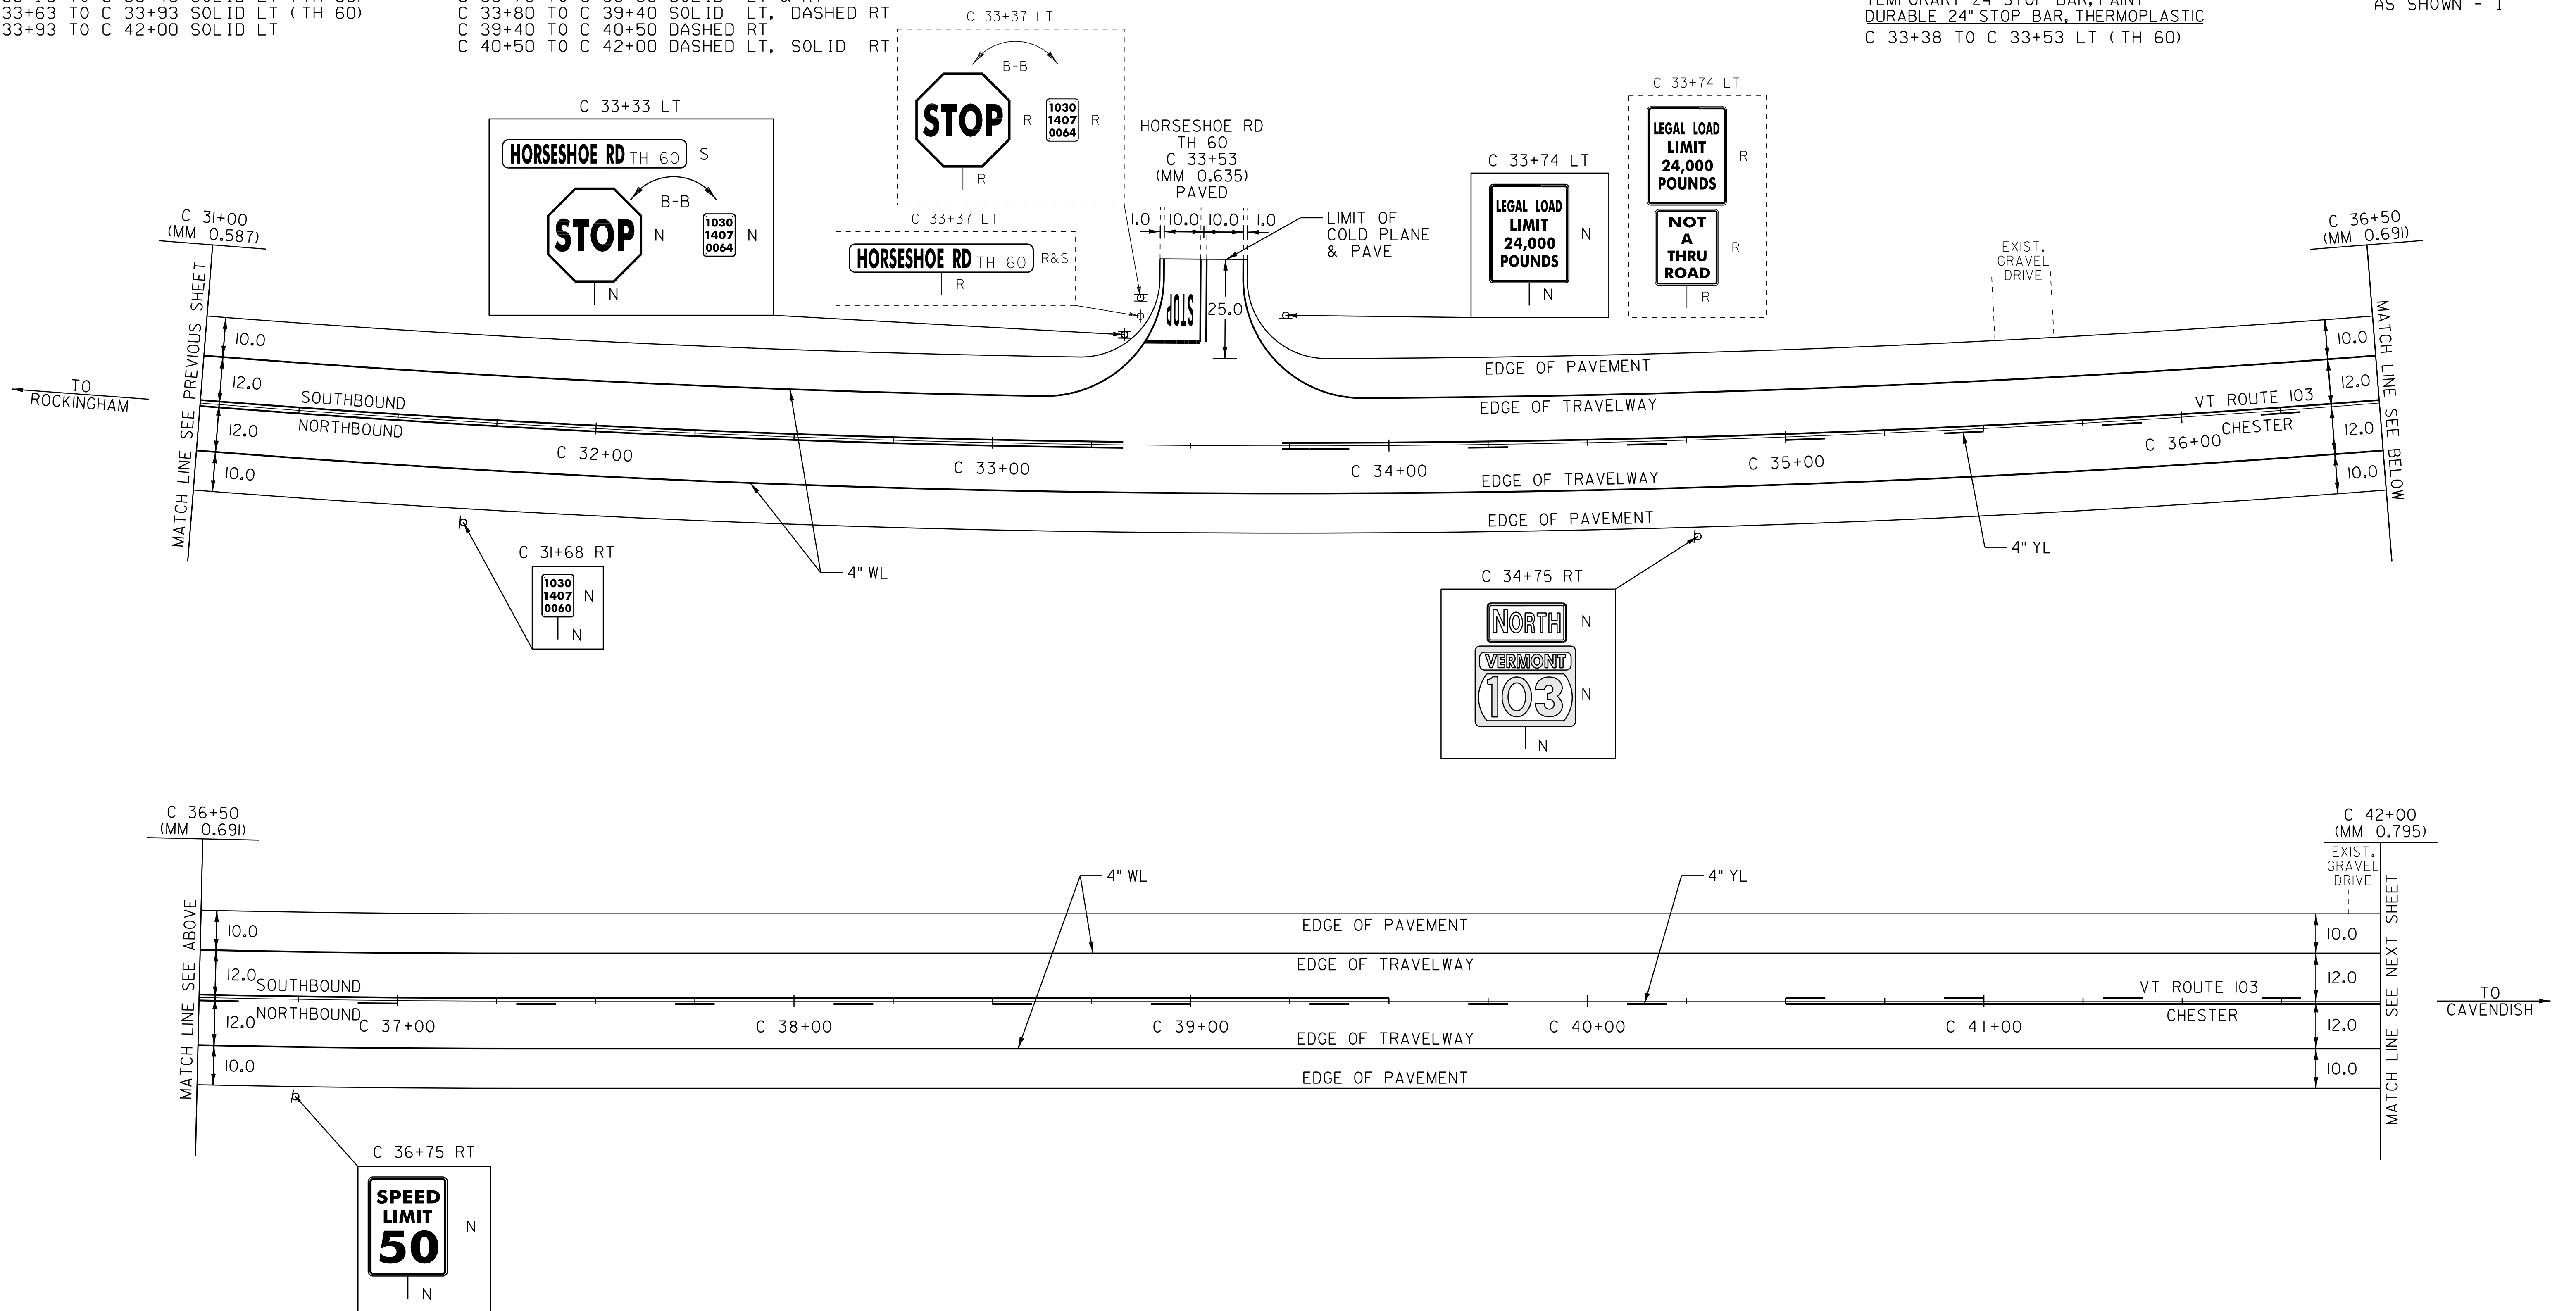 33+63 TO C 33+93 SOLID LT (TH 60)
33+93 TO C 42+00 SOLID LT
C 33+80 TO C 39+40 SOLID LT, DASHED RT
C 39+40 TO C 40+50 DASHED RT
C 40+50 TO C 42+00 DASHED LT, SOLID RT
TEMPORARY 24" STOP BAR, PAINT
DURABLE 24" STOP BAR, THERMOPLASTIC
C 33+38 TO C 33+53 LT (TH 60)
AS SHOWN - 1
C 33+33 LT
HORSESHOE RD TH 60 S
B-B
STOP N
1030
1407
0064
N
N
C 33+37 LT
B-B
STOP R
1030
1407
0064
R
R
C 33+37 LT
HORSESHOE RD TH 60 R&S
R
HORSESHOE RD
TH 60
C 33+53
(MM 0.635)
PAVED
1.0 10.0 10.0 1.0
LIMIT OF
COLD PLANE
& PAVE
STOP
25.0
C 33+74 LT
LEGAL LOAD
LIMIT
24,000
POUNDS
N
N
C 33+74 LT
LEGAL LOAD
LIMIT
24,000
POUNDS
R
NOT
A
THRU
ROAD
R
R
EXIST.
GRAVEL
DRIVE
C 31+00
(MM 0.587)
MATCH LINE SEE PREVIOUS SHEET
TO
ROCKINGHAM
10.0
12.0
12.0
10.0
SOUTHBOUND
NORTHBOUND
C 32+00
C 33+00
C 34+00
C 35+00
C 36+00
EDGE OF PAVEMENT
EDGE OF TRAVELWAY
EDGE OF TRAVELWAY
EDGE OF PAVEMENT
VT ROUTE 103
CHESTER
C 36+50
(MM 0.691)
10.0
12.0
12.0
10.0
MATCH LINE SEE BELOW
4" WL
4" YL
C 31+68 RT
1030
1407
0060
N
N
C 34+75 RT
NORTH N
VERMONT
103
N
N
C 36+50
(MM 0.691)
MATCH LINE SEE ABOVE
10.0
12.0
12.0
10.0
SOUTHBOUND
NORTHBOUND
C 37+00
C 38+00
C 39+00
C 40+00
C 41+00
4" WL
4" YL
EDGE OF PAVEMENT
EDGE OF TRAVELWAY
EDGE OF TRAVELWAY
EDGE OF PAVEMENT
VT ROUTE 103
CHESTER
C 42+00
(MM 0.795)
EXIST.
GRAVEL
DRIVE
10.0
12.0
12.0
10.0
MATCH LINE SEE NEXT SHEET
TO
CAVENDISH
C 36+75 RT
SPEED
LIMIT
50
N
N